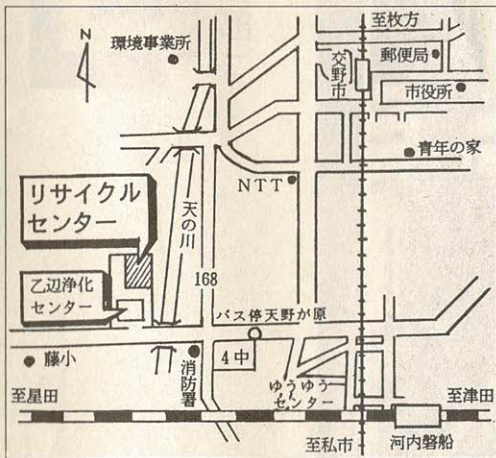 至枚方
N
環境事業所
郵便局
交野市
市役所
青年の家
NTT
リサイクル
センター
天の川
168
乙辺浄化
センター
バス停天野が原
藤小
消防署
4中
ゆうゆう
センター
至星田
至津田
至私市
河内磐船